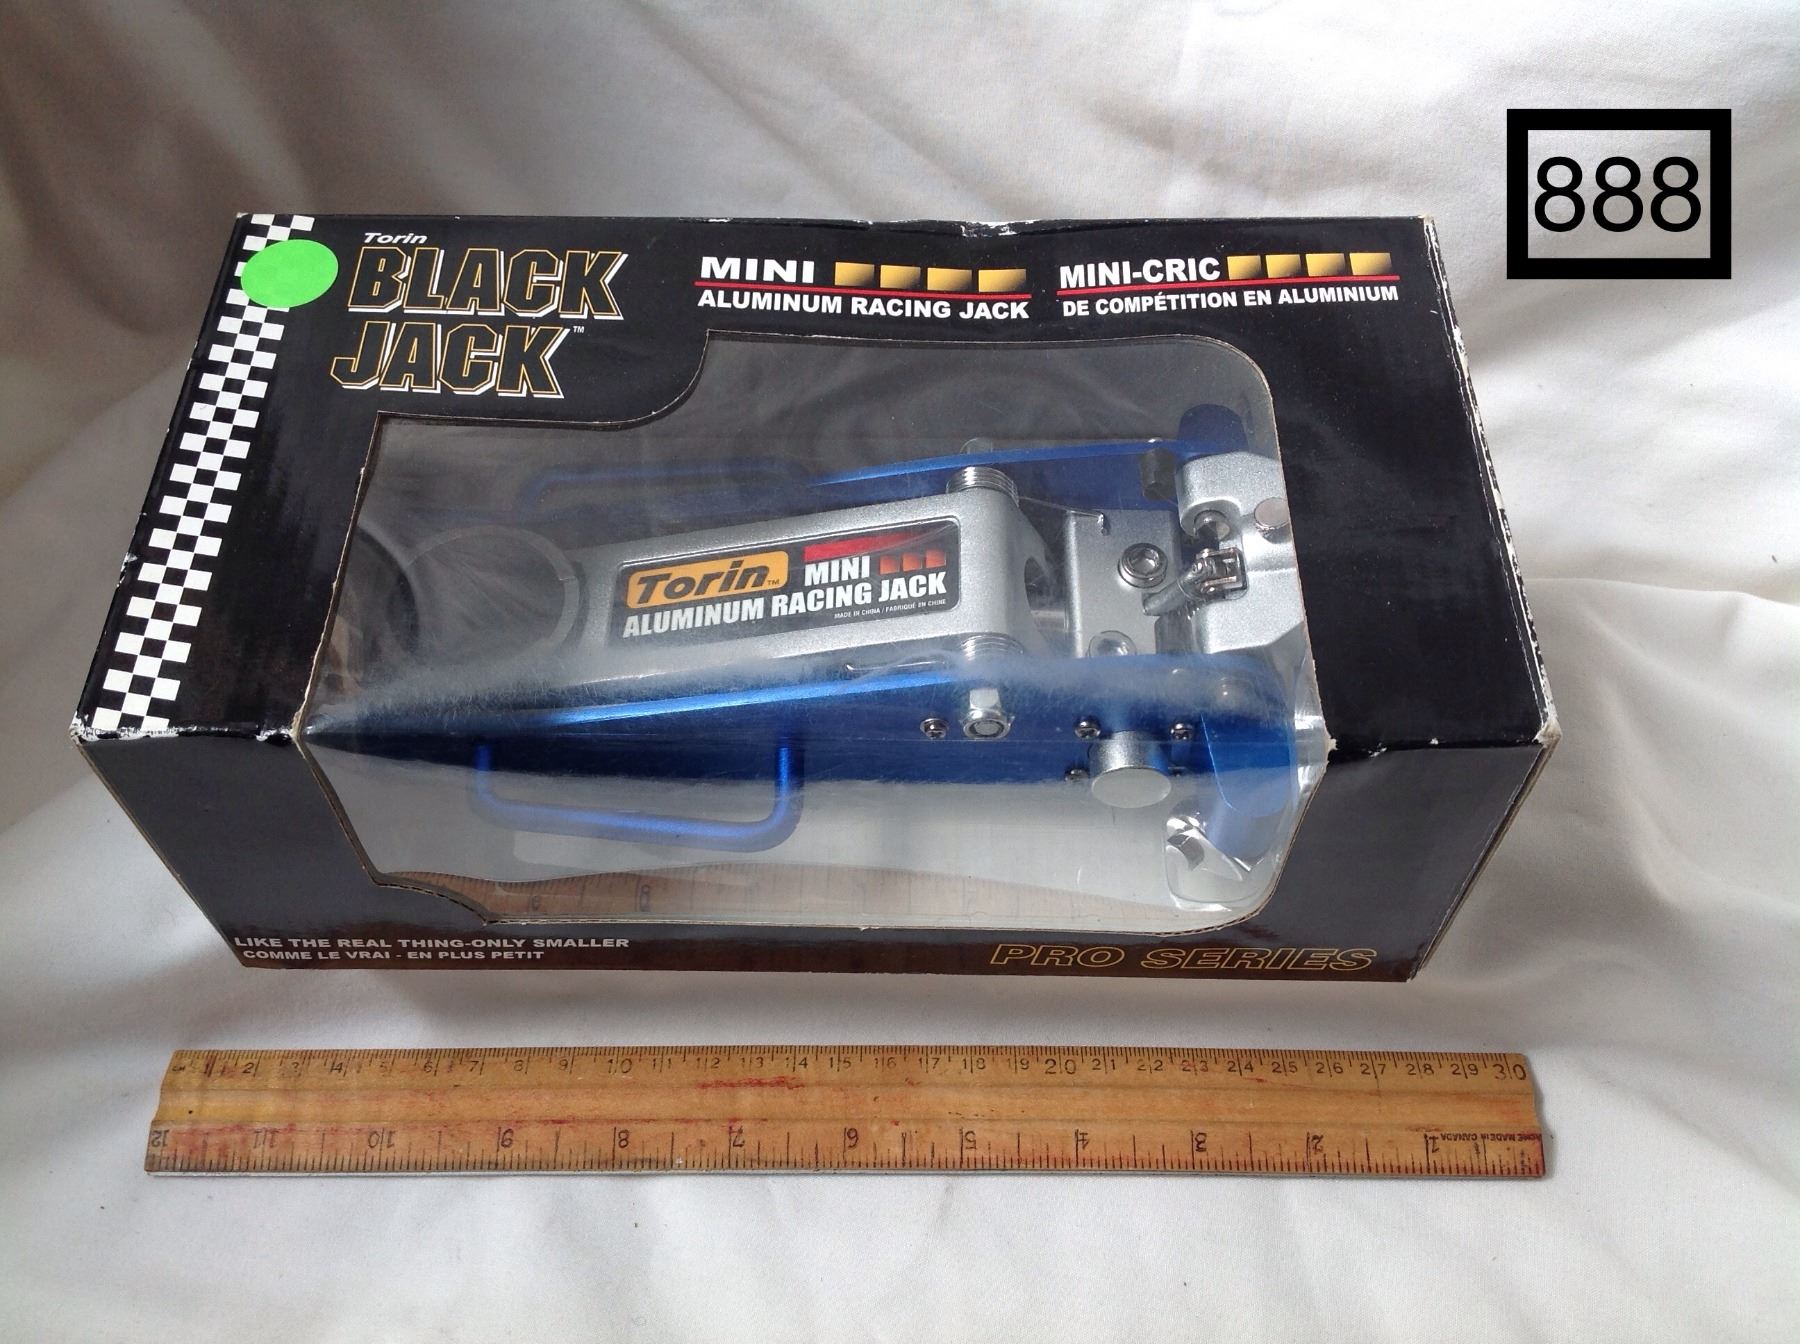 888
Torin
BLACK
JACK™
MINI
ALUMINUM RACING JACK
MINI-CRIC
DE COMPÉTITION EN ALUMINIUM
Torin™
MINI
ALUMINUM RACING JACK
MADE IN CHINA / FABRIQUÉ EN CHINE
LIKE THE REAL THING-ONLY SMALLER
COMME LE VRAI - EN PLUS PETIT
PRO SERIES
1 2 3 4 5 6 7 8 9 10 11 12 13 14 15 16 17 18 19 20 21 22 23 24 25 26 27 28 29 30
12 11 10 9 8 7 6 5 4 3 2 1
ACME MADE IN CANADA